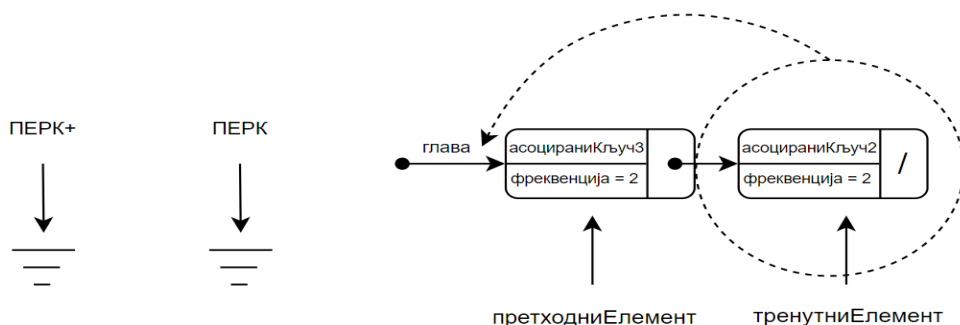 ПЕРК+
ПЕРК
глава
асоцираниКључ3
фреквенција = 2
асоцираниКључ2
фреквенција = 2
/
претходниЕлемент
тренутниЕлемент